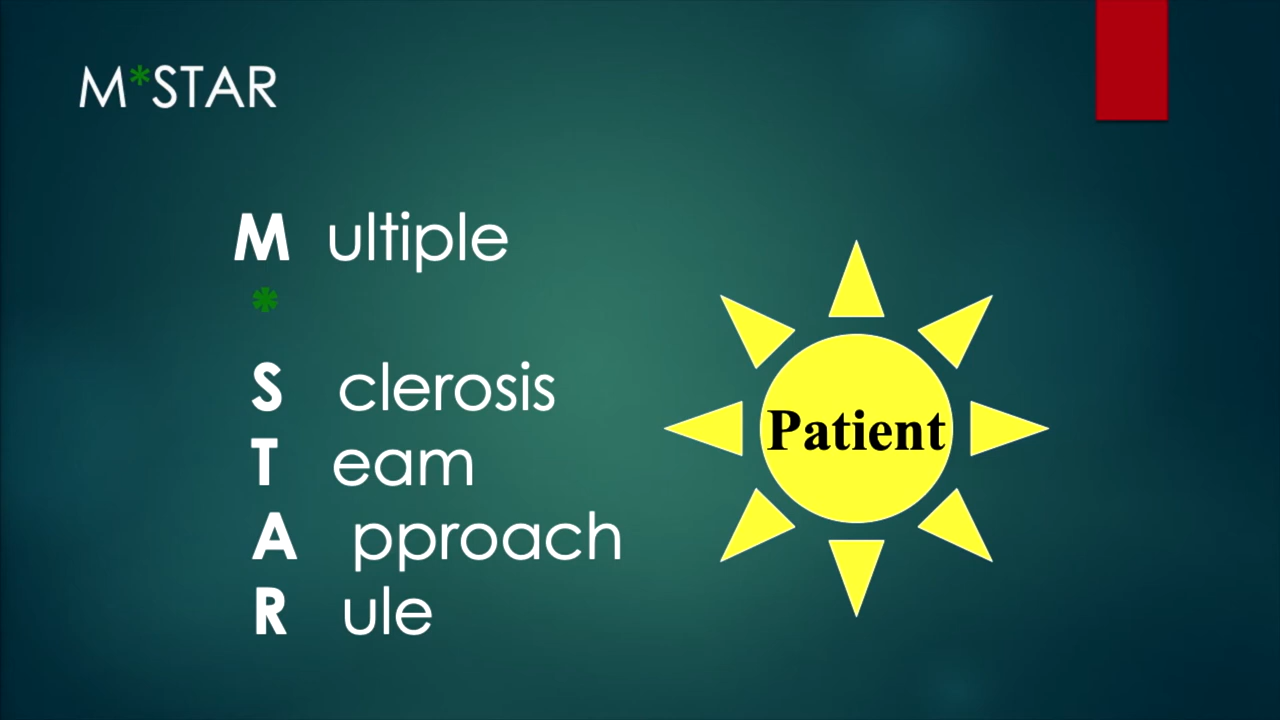 M*STAR
M ultiple
*
S clerosis
T eam
A pproach
R ule
Patient